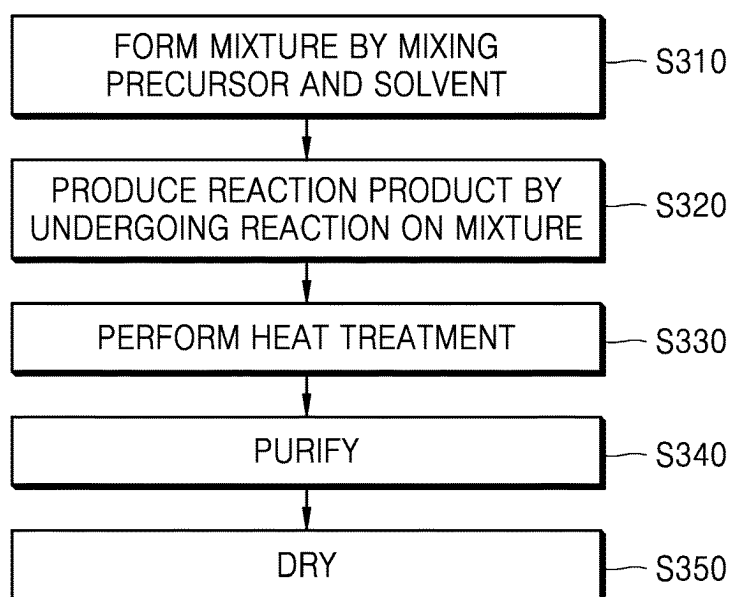 FORM MIXTURE BY MIXING
PRECURSOR AND SOLVENT
S310
PRODUCE REACTION PRODUCT BY
UNDERGOING REACTION ON MIXTURE
S320
PERFORM HEAT TREATMENT
S330
PURIFY
S340
DRY
S350